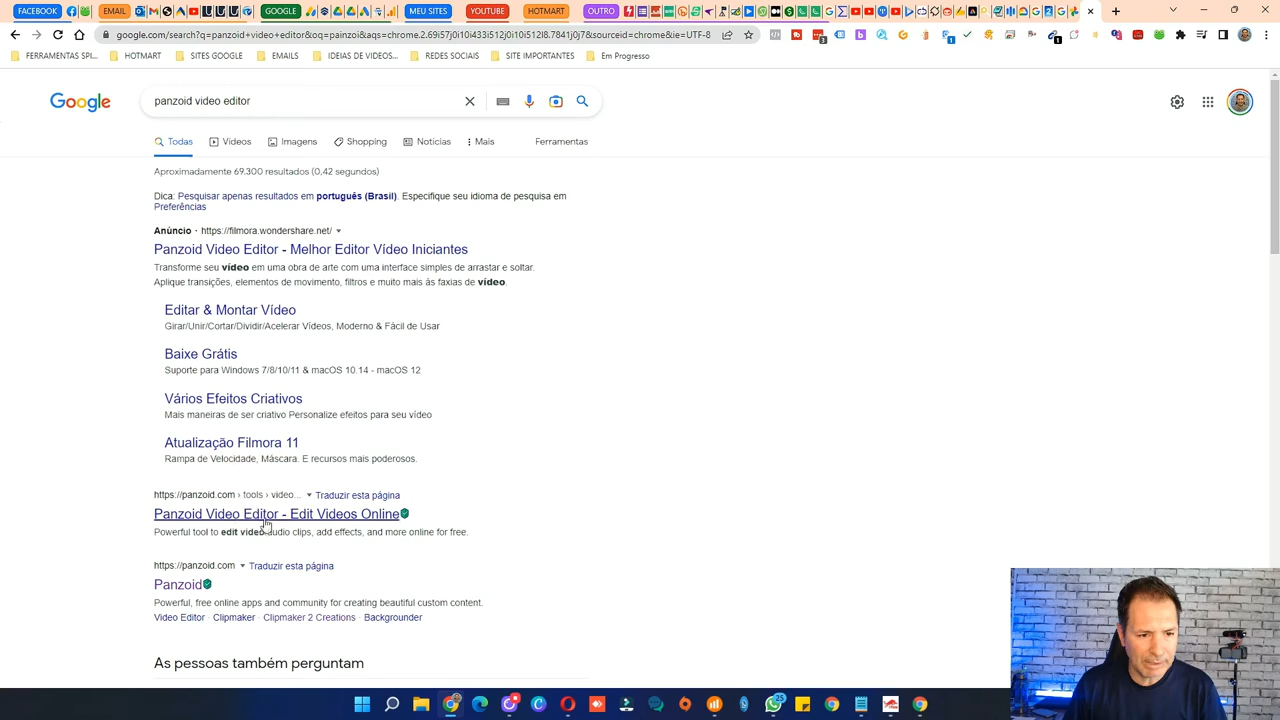 FACEBOOK EMAIL GOOGLE MEU SITES YOUTUBE HOTMART OUTRO
google.com/search?q=panzoid+video+editor&oq=panzoid&aqs=chrome.2.69i57j0i10i433i512j0i10i512l8.7841j0j7&sourceid=chrome&ie=UTF-8
FERRAMENTAS SPI... HOTMART SITES GOOGLE EMAILS IDEIAS DE VIDEOS... REDES SOCIAIS SITE IMPORTANTES Em Progresso
Google
panzoid video editor
Todas Vídeos Imagens Shopping Notícias Mais Ferramentas
Aproximadamente 69.300 resultados (0,42 segundos)
Dica: Pesquisar apenas resultados em português (Brasil). Especifique seu idioma de pesquisa em
Preferências
Anúncio · https://filmora.wondershare.net/
Panzoid Video Editor - Melhor Editor Vídeo Iniciantes
Transforme seu vídeo em uma obra de arte com uma interface simples de arrastar e soltar.
Aplique transições, elementos de movimento, filtros e muito mais às faxias de vídeo.
Editar & Montar Vídeo
Girar/Unir/Cortar/Dividir/Acelerar Vídeos, Moderno & Fácil de Usar
Baixe Grátis
Suporte para Windows 7/8/10/11 & macOS 10.14 - macOS 12
Vários Efeitos Criativos
Mais maneiras de ser criativo Personalize efeitos para seu vídeo
Atualização Filmora 11
Rampa de Velocidade, Máscara. E recursos mais poderosos.
https://panzoid.com › tools › video... Traduzir esta página
Panzoid Video Editor - Edit Videos Online
Powerful tool to edit video audio clips, add effects, and more online for free.
https://panzoid.com Traduzir esta página
Panzoid
Powerful, free online apps and community for creating beautiful custom content.
Video Editor · Clipmaker · Clipmaker 2 Creations · Backgrounder
As pessoas também perguntam
25